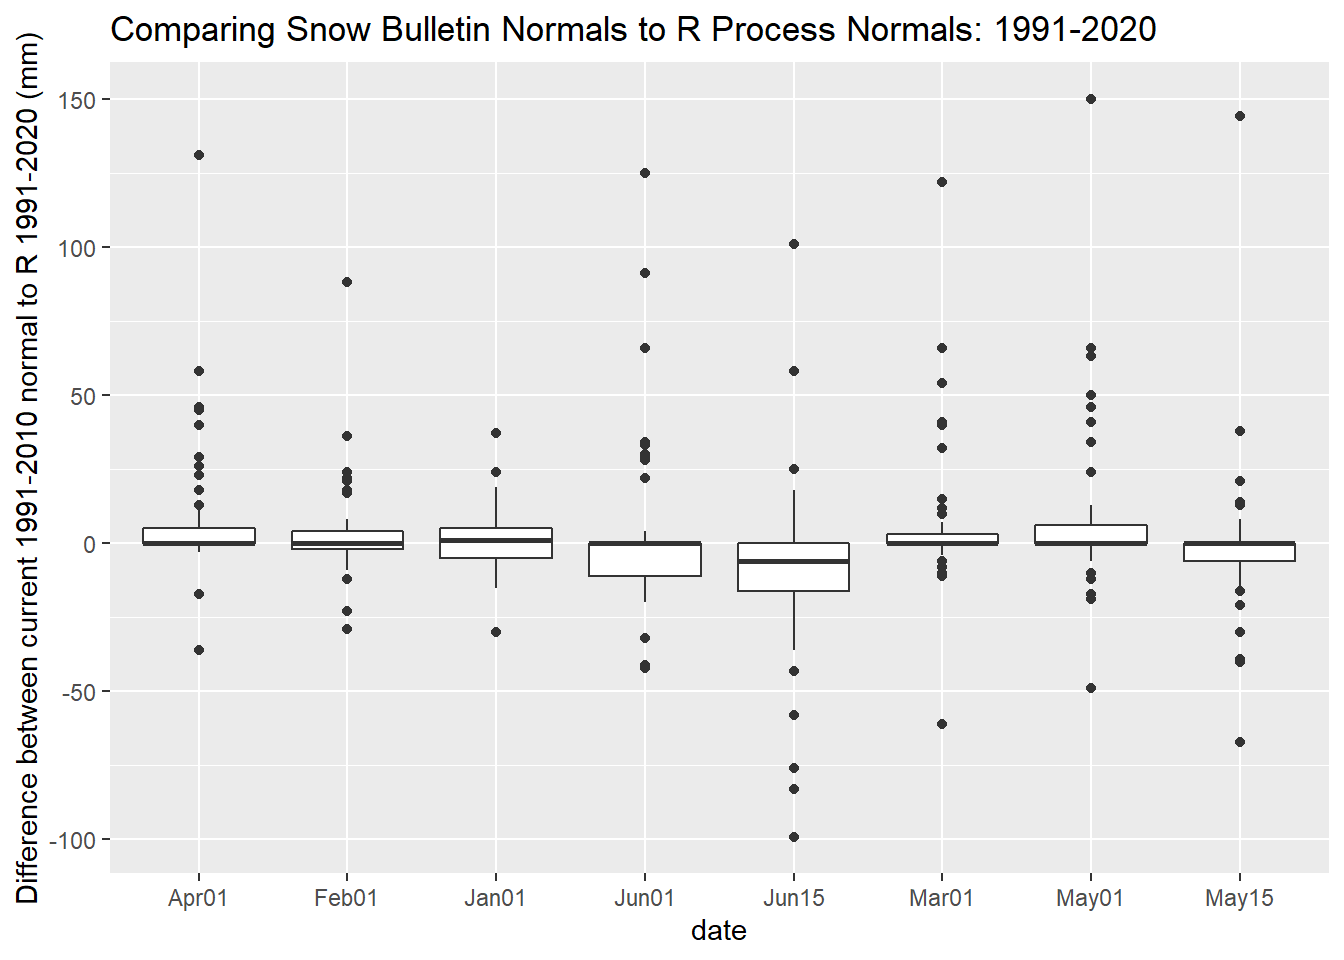 Comparing Snow Bulletin Normals to R Process Normals: 1991-2020
Difference between current 1991-2010 normal to R 1991-2020 (mm)
150
100
50
0
-50
-100
Apr01 Feb01 Jan01 Jun01 Jun15 Mar01 May01 May15
date